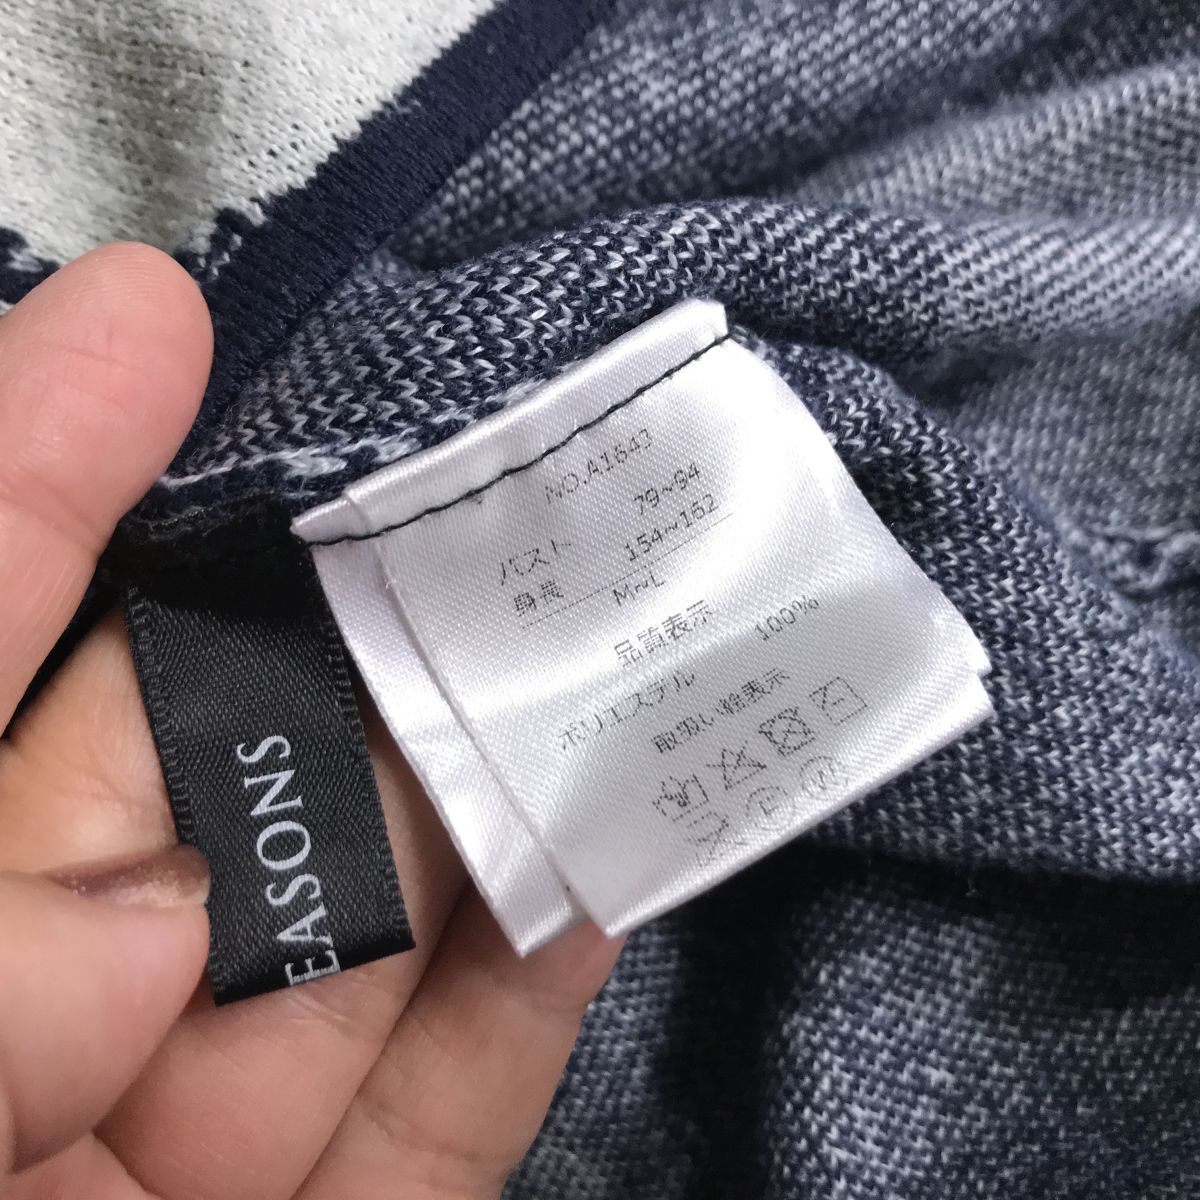 NO.A1643
バスト 79~94
身長 154~162
M~L
品質表示
ポリエステル 100%
取扱い絵表示
EASONS